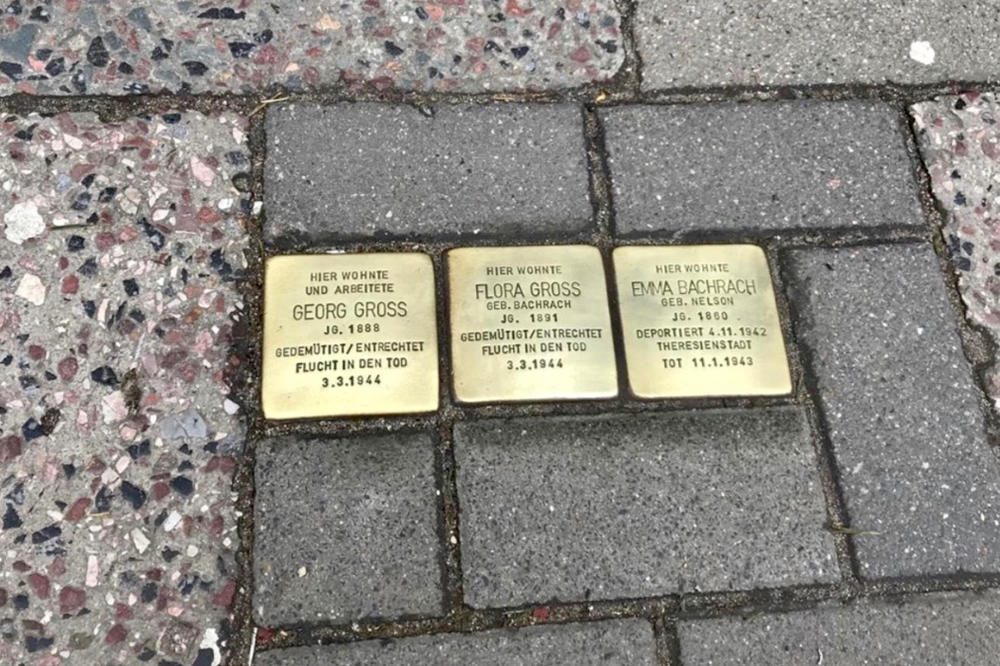 HIER WOHNTE
UND ARBEITETE
GEORG GROSS
JG. 1888
GEDEMÜTIGT/ENTRECHTET
FLUCHT IN DEN TOD
3.3.1944
HIER WOHNTE
FLORA GROSS
GEB. BACHRACH
JG. 1891
GEDEMÜTIGT/ENTRECHTET
FLUCHT IN DEN TOD
3.3.1944
HIER WOHNTE
EMMA BACHRACH
GEB. NELSON
JG. 1860
DEPORTIERT 4.11.1942
THERESIENSTADT
TOT 11.1.1943